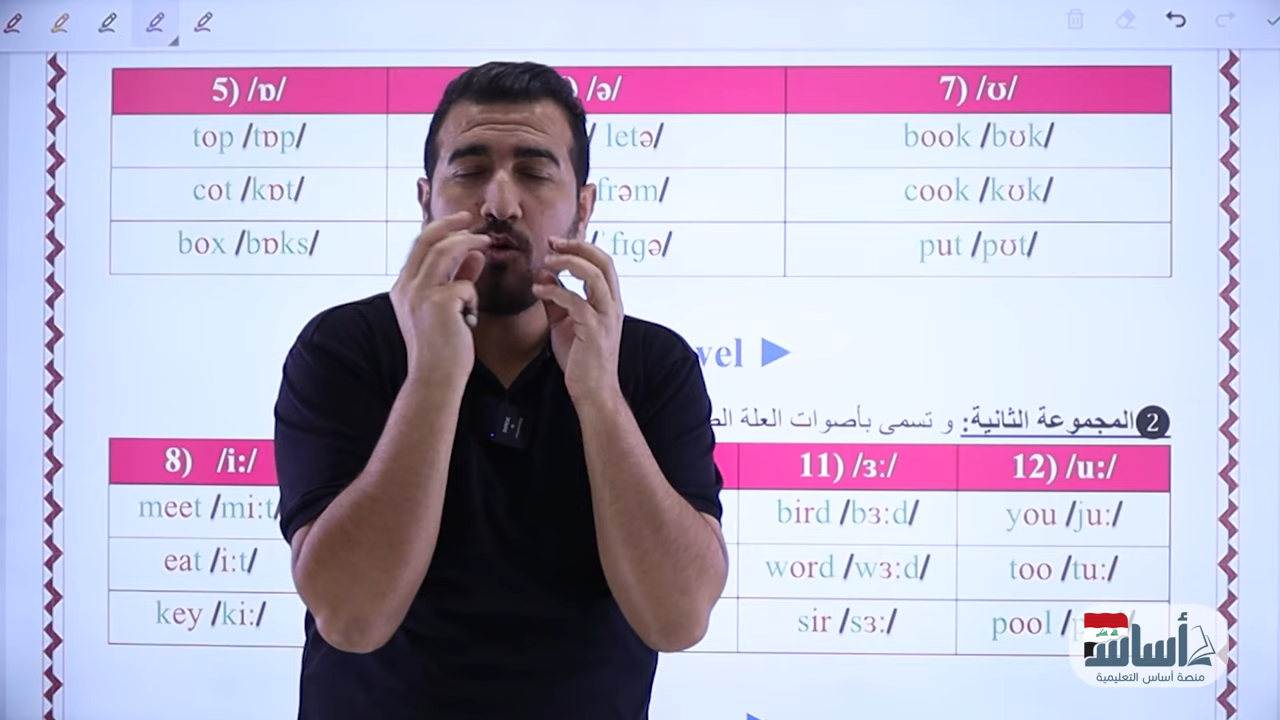 5) /ɒ/ /ə/ 7) /ʊ/
top /tɒp/ / letə/ book /bʊk/
cot /kɒt/ frəm/ cook /kʊk/
box /bɒks/ /ˈfɪgə/ put /pʊt/
vel
2 المجموعة الثانية: و تسمى بأصوات العلة
8) /i:/ 11) /ɜ:/ 12) /u:/
meet /mi:t/ bird /bɜ:d/ you /ju:/
eat /i:t/ word /wɜ:d/ too /tu:/
key /ki:/ sir /sɜ:/ pool
أساس
منصة أساس التعليمية